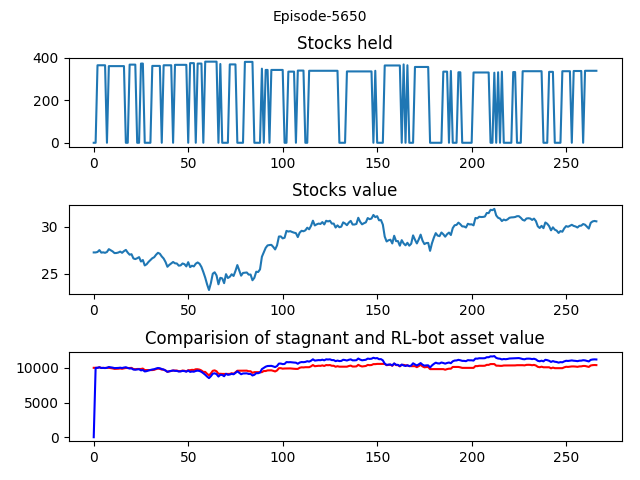 Episode-5650
Stocks held
400
200
0
0 50 100 150 200 250
Stocks value
30
25
0 50 100 150 200 250
Comparision of stagnant and RL-bot asset value
10000
5000
0
0 50 100 150 200 250